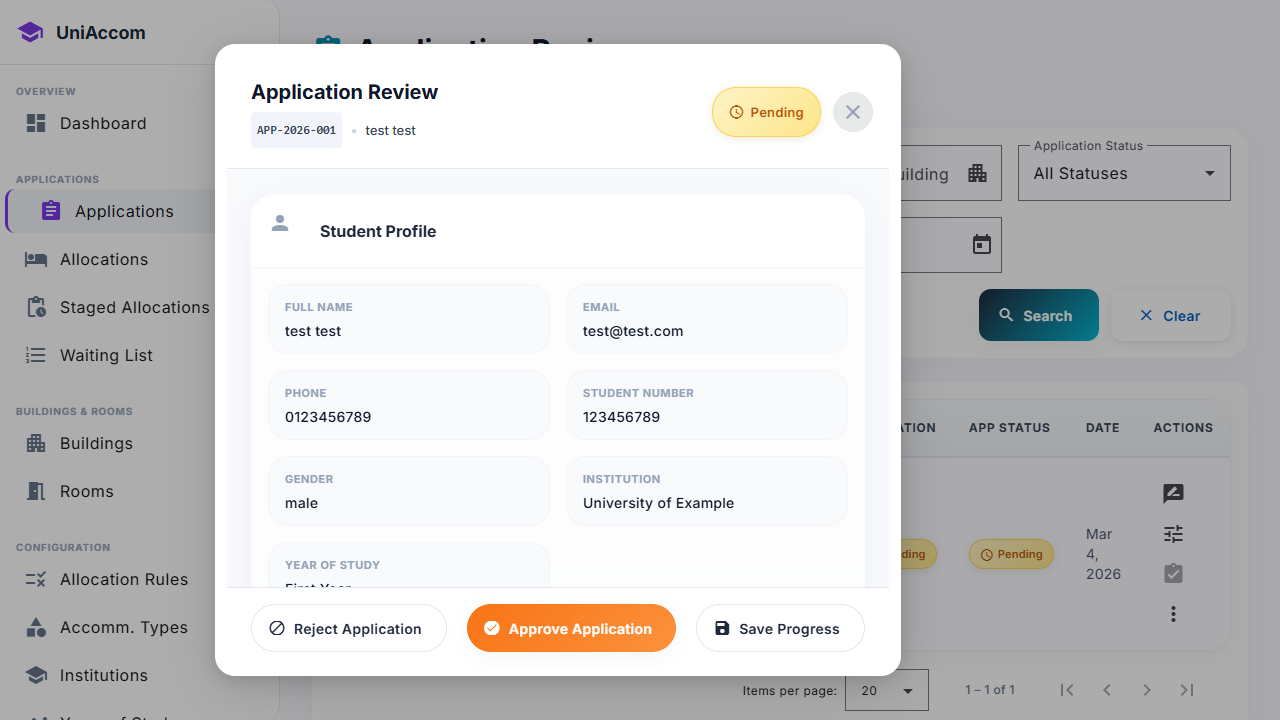 UniAccom
OVERVIEW
Dashboard
APPLICATIONS
Applications
Allocations
Staged Allocations
Waiting List
BUILDINGS & ROOMS
Buildings
Rooms
CONFIGURATION
Allocation Rules
Accomm. Types
Institutions
Application Review
APP-2026-001 • test test
Pending
Student Profile
FULL NAME
test test
EMAIL
test@test.com
PHONE
0123456789
STUDENT NUMBER
123456789
GENDER
male
INSTITUTION
University of Example
YEAR OF STUDY
First Year
Reject Application
Approve Application
Save Progress
Application Status
All Statuses
Search
Clear
APP STATUS
DATE
ACTIONS
Pending
Mar
4,
2026
Items per page:
20
1 – 1 of 1